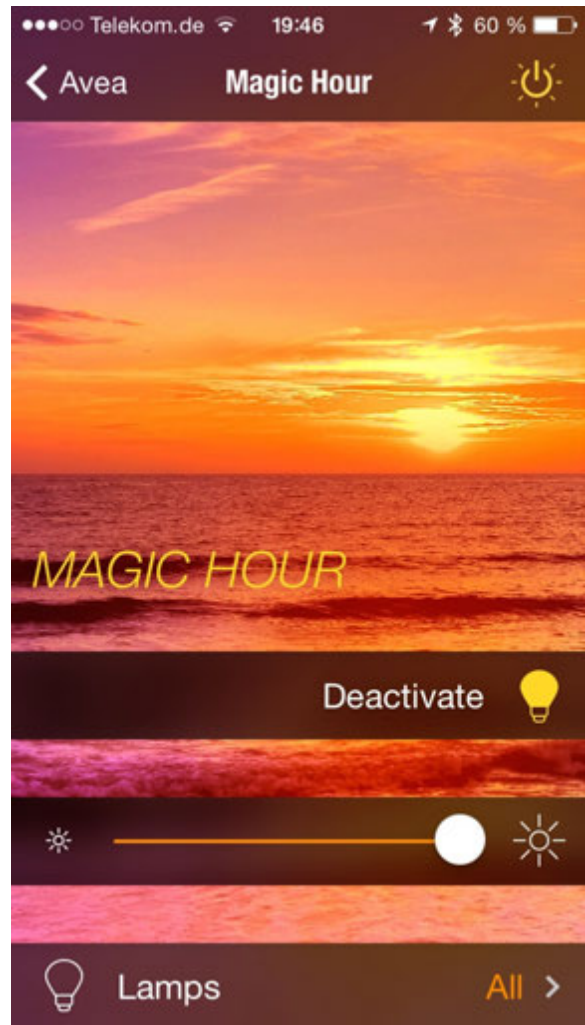 Telekom.de 19:46 60 %
Avea Magic Hour
MAGIC HOUR
Deactivate
Lamps All